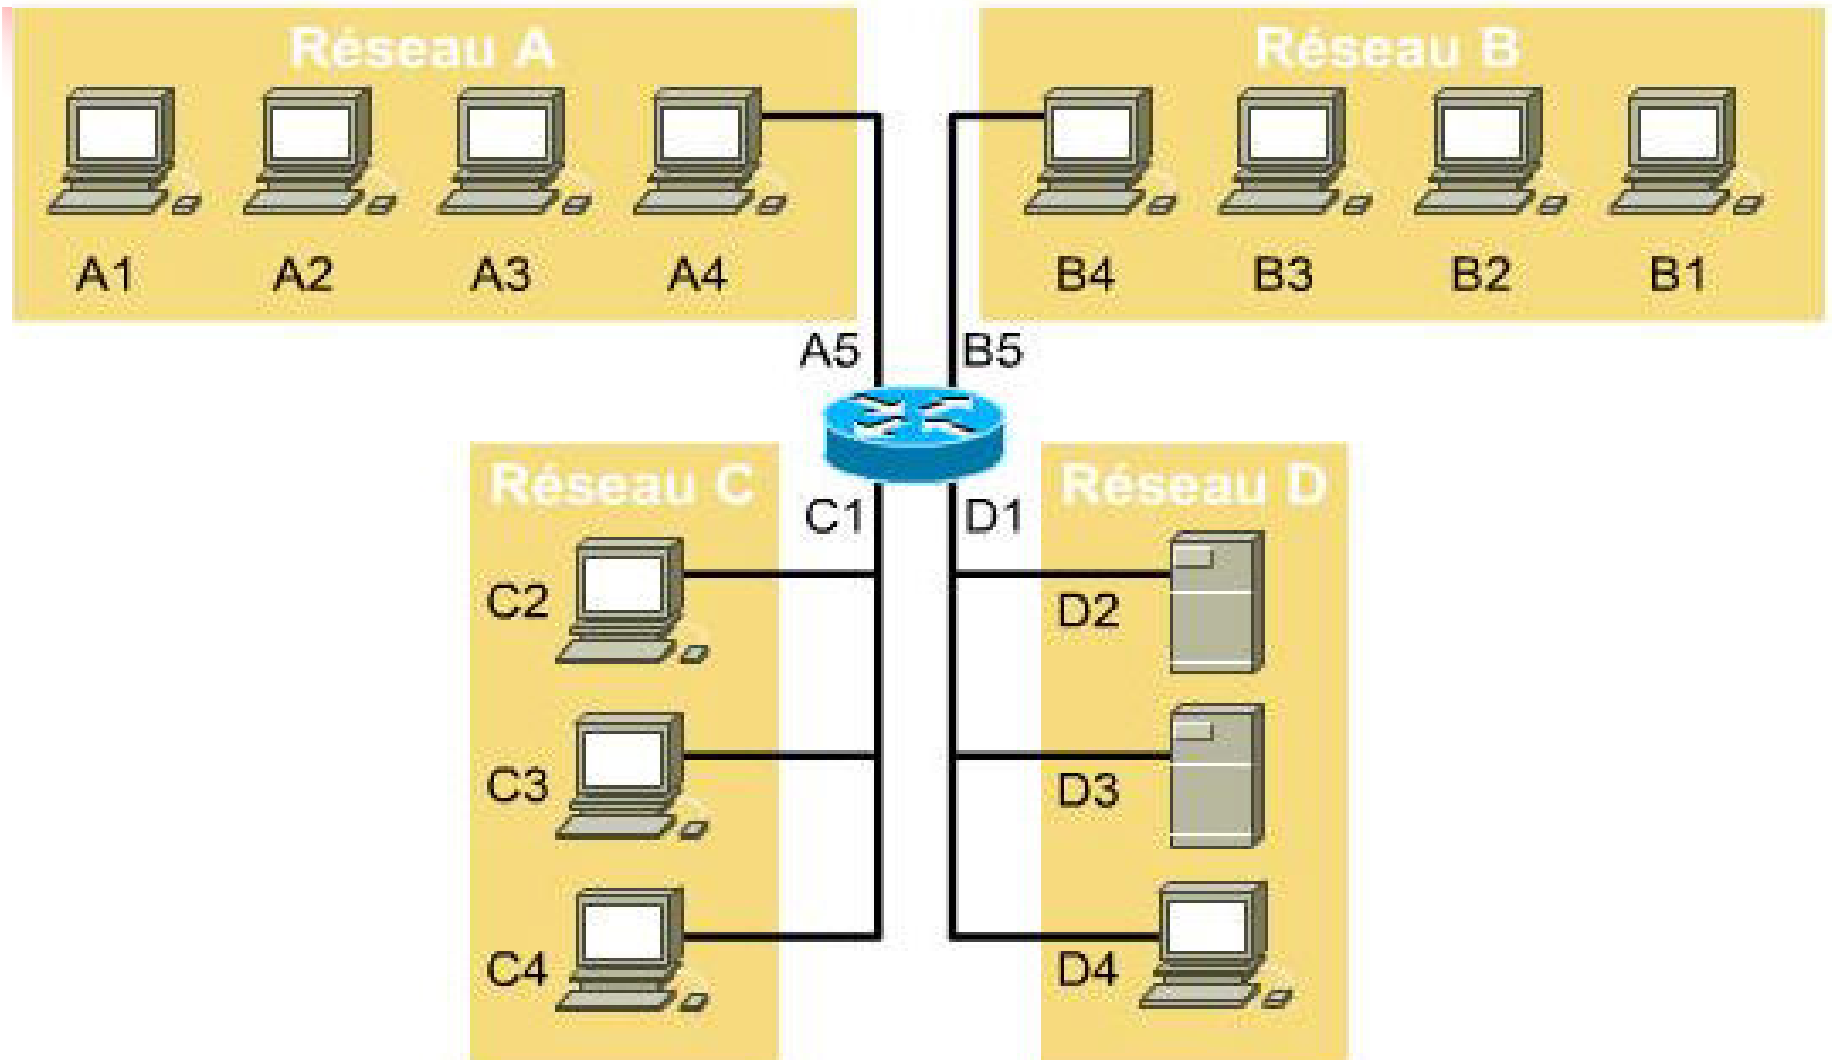 Réseau A
Réseau B
A1 A2 A3 A4
B4 B3 B2 B1
A5 B5
Réseau C
Réseau D
C1 D1
C2
D2
C3
D3
C4
D4